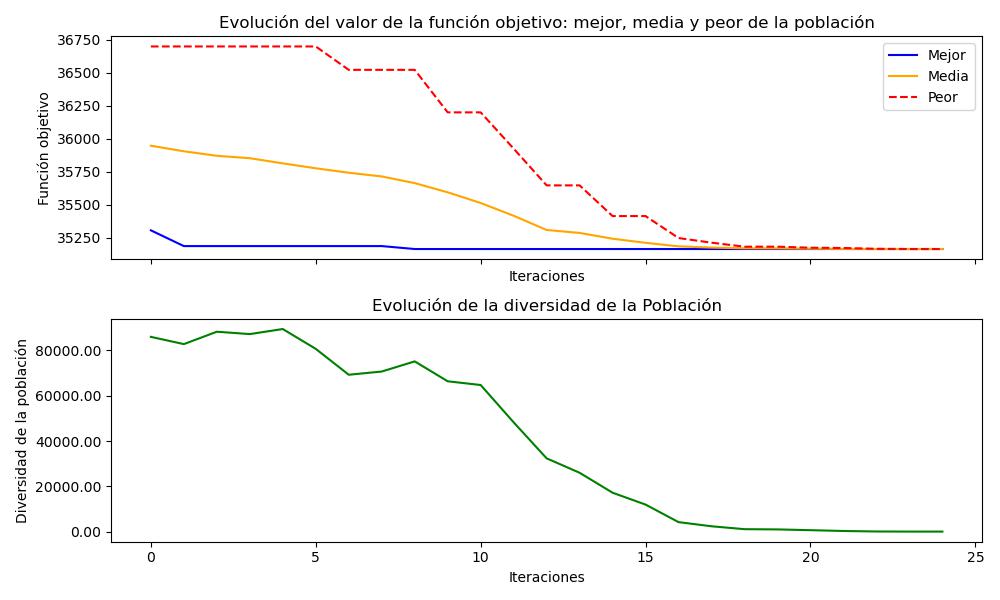 Evolución del valor de la función objetivo: mejor, media y peor de la población
36750
36500
36250
36000
35750
35500
35250
Función objetivo
Mejor
Media
Peor
Iteraciones
Evolución de la diversidad de la Población
80000.00
60000.00
40000.00
20000.00
0.00
Diversidad de la población
0 5 10 15 20 25
Iteraciones